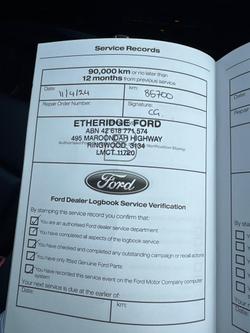 Service Records
90,000 km or no later than
12 months from previous service
Date
km
11/4/24
86700
Repair Order Number:
Signature:
CG.
ETHERIDGE FORD
ABN 42 618 771 574
495 MAROONDAH HIGHWAY
RINGWOOD, 3134
LMCT 11720
Ford
Ford Dealer Logbook Service Verification
By stamping this service record you confirm that:
You are an authorised Ford dealer service department
You have completed all aspects of the logbook service
You have checked and completed any outstanding campaign or recall actions
You have only fitted Genuine Ford Parts
You have recorded this service event on the Ford Motor Company computer
system
Your next service is due at the earlier of:
Date:
km: